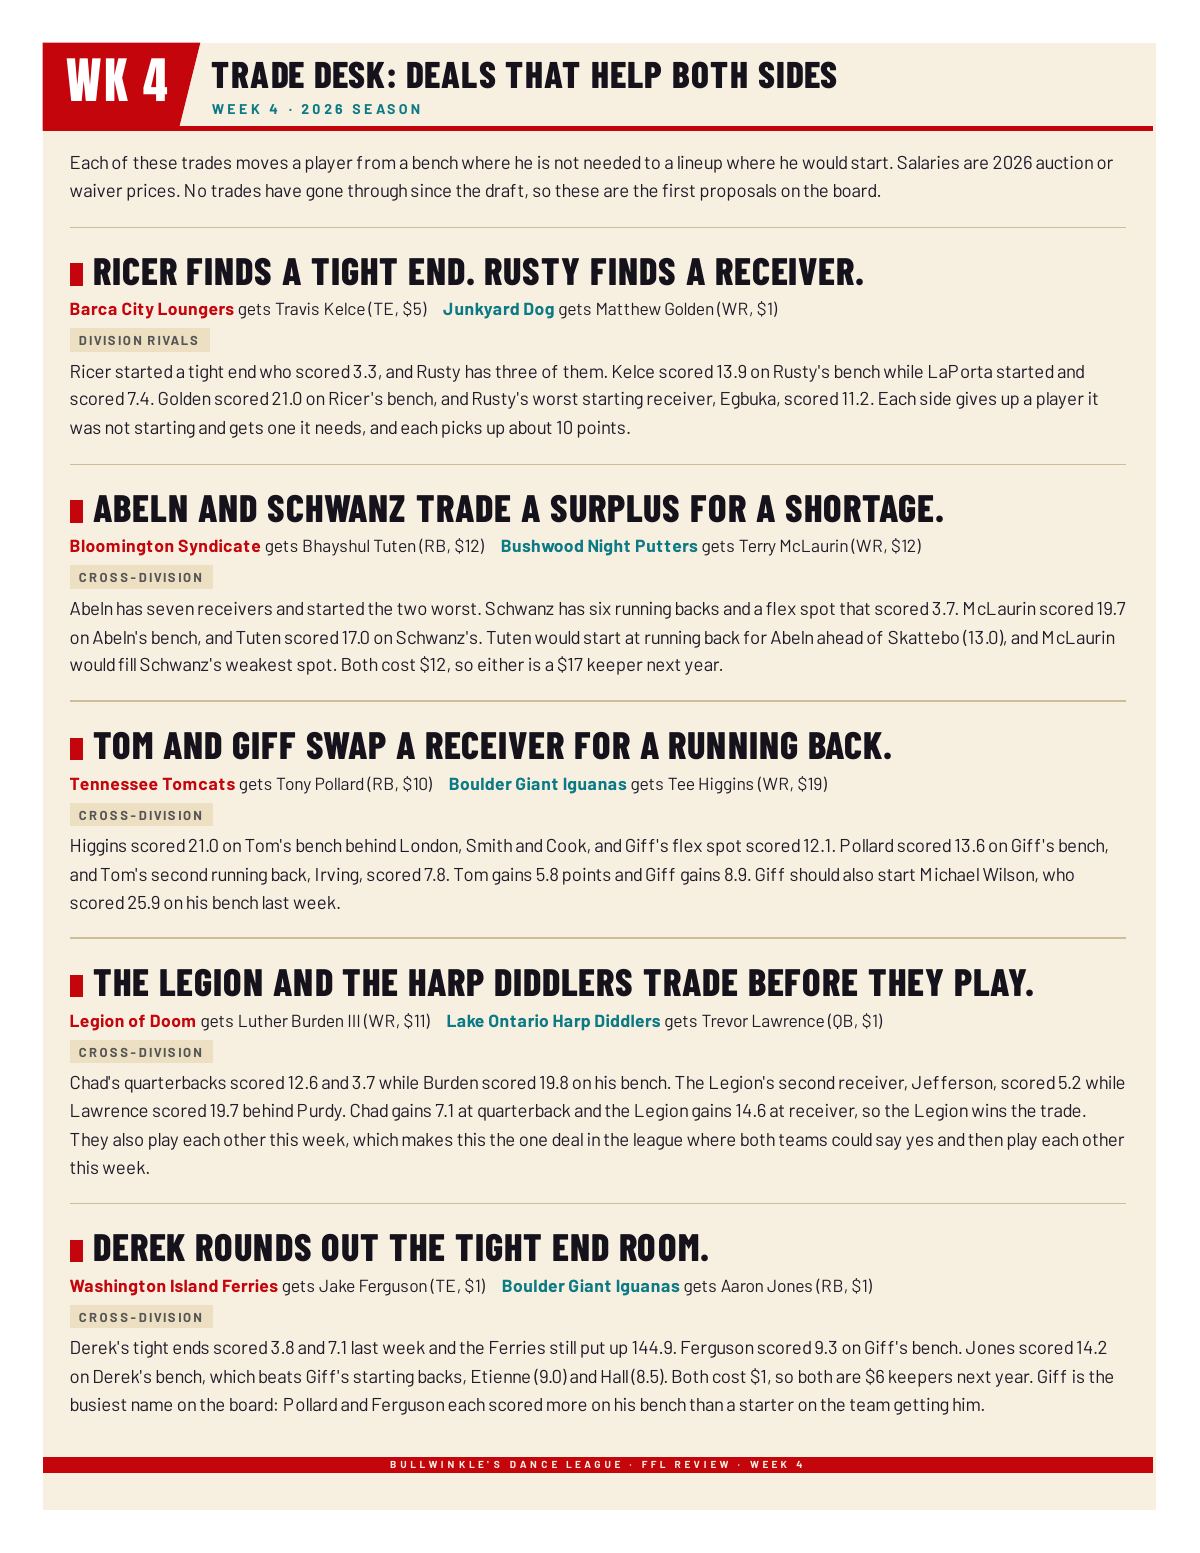 WK 4
TRADE DESK: DEALS THAT HELP BOTH SIDES
WEEK 4 · 2026 SEASON
Each of these trades moves a player from a bench where he is not needed to a lineup where he would start. Salaries are 2026 auction or
waiver prices. No trades have gone through since the draft, so these are the first proposals on the board.
RICER FINDS A TIGHT END. RUSTY FINDS A RECEIVER.
Barca City Loungers gets Travis Kelce (TE, $5) Junkyard Dog gets Matthew Golden (WR, $1)
DIVISION RIVALS
Ricer started a tight end who scored 3.3, and Rusty has three of them. Kelce scored 13.9 on Rusty's bench while LaPorta started and
scored 7.4. Golden scored 21.0 on Ricer's bench, and Rusty's worst starting receiver, Egbuka, scored 11.2. Each side gives up a player it
was not starting and gets one it needs, and each picks up about 10 points.
ABELN AND SCHWANZ TRADE A SURPLUS FOR A SHORTAGE.
Bloomington Syndicate gets Bhayshul Tuten (RB, $12) Bushwood Night Putters gets Terry McLaurin (WR, $12)
CROSS-DIVISION
Abeln has seven receivers and started the two worst. Schwanz has six running backs and a flex spot that scored 3.7. McLaurin scored 19.7
on Abeln's bench, and Tuten scored 17.0 on Schwanz's. Tuten would start at running back for Abeln ahead of Skattebo (13.0), and McLaurin
would fill Schwanz's weakest spot. Both cost $12, so either is a $17 keeper next year.
TOM AND GIFF SWAP A RECEIVER FOR A RUNNING BACK.
Tennessee Tomcats gets Tony Pollard (RB, $10) Boulder Giant Iguanas gets Tee Higgins (WR, $19)
CROSS-DIVISION
Higgins scored 21.0 on Tom's bench behind London, Smith and Cook, and Giff's flex spot scored 12.1. Pollard scored 13.6 on Giff's bench,
and Tom's second running back, Irving, scored 7.8. Tom gains 5.8 points and Giff gains 8.9. Giff should also start Michael Wilson, who
scored 25.9 on his bench last week.
THE LEGION AND THE HARP DIDDLERS TRADE BEFORE THEY PLAY.
Legion of Doom gets Luther Burden III (WR, $11) Lake Ontario Harp Diddlers gets Trevor Lawrence (QB, $1)
CROSS-DIVISION
Chad's quarterbacks scored 12.6 and 3.7 while Burden scored 19.8 on his bench. The Legion's second receiver, Jefferson, scored 5.2 while
Lawrence scored 19.7 behind Purdy. Chad gains 7.1 at quarterback and the Legion gains 14.6 at receiver, so the Legion wins the trade.
They also play each other this week, which makes this the one deal in the league where both teams could say yes and then play each other
this week.
DEREK ROUNDS OUT THE TIGHT END ROOM.
Washington Island Ferries gets Jake Ferguson (TE, $1) Boulder Giant Iguanas gets Aaron Jones (RB, $1)
CROSS-DIVISION
Derek's tight ends scored 3.8 and 7.1 last week and the Ferries still put up 144.9. Ferguson scored 9.3 on Giff's bench. Jones scored 14.2
on Derek's bench, which beats Giff's starting backs, Etienne (9.0) and Hall (8.5). Both cost $1, so both are $6 keepers next year. Giff is the
busiest name on the board: Pollard and Ferguson each scored more on his bench than a starter on the team getting him.
BULLWINKLE'S DANCE LEAGUE · FFL REVIEW · WEEK 4